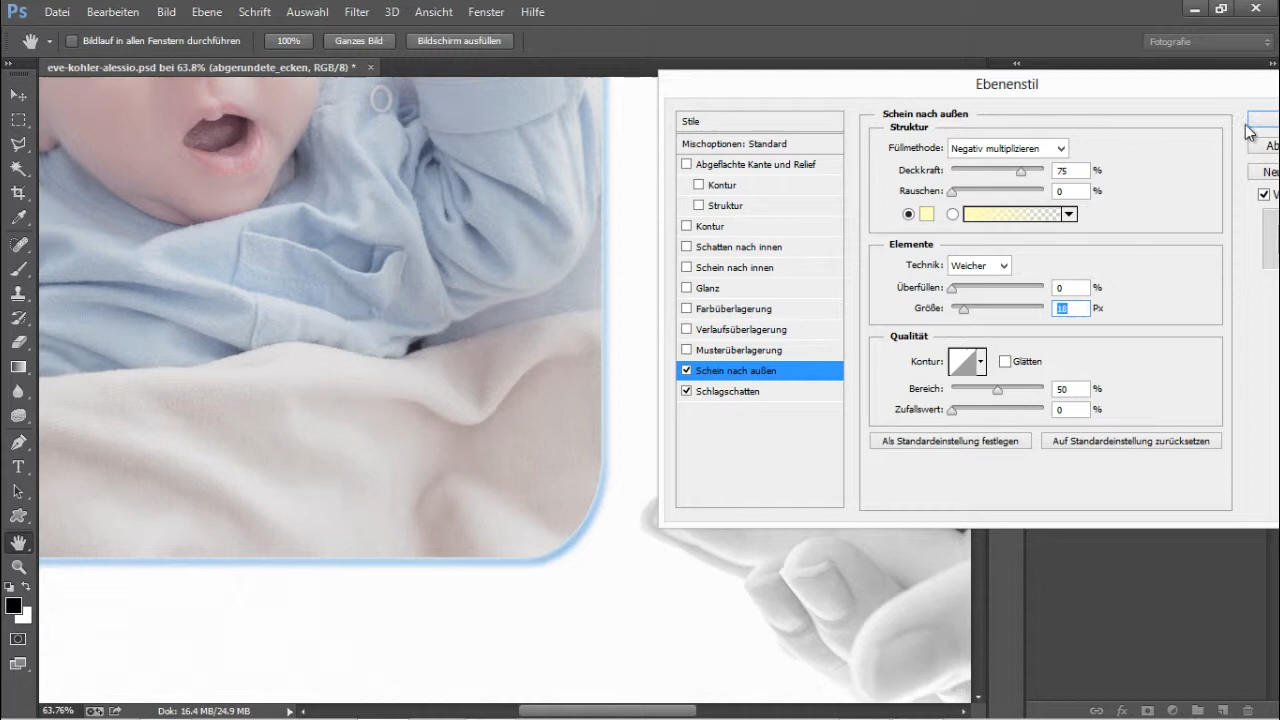 Ps Datei Bearbeiten Bild Ebene Schrift Auswahl Filter 3D Ansicht Fenster Hilfe
Bildlauf in allen Fenstern durchführen 100% Ganzes Bild Bildschirm ausfüllen Fotografie
eve-kohler-alessio.psd bei 63.8% (abgerundete_ecken, RGB/8) * ×
Ebenenstil
Stile
Mischoptionen: Standard
Abgeflachte Kante und Relief
Kontur
Struktur
Kontur
Schatten nach innen
Schein nach innen
Glanz
Farbüberlagerung
Verlaufsüberlagerung
Musterüberlagerung
Schein nach außen
Schlagschatten
Schein nach außen
Struktur
Füllmethode: Negativ multiplizieren
Deckkraft: 75 %
Rauschen: 0 %
Elemente
Technik: Weicher
Überfüllen: 0 %
Größe: 18 Px
Qualität
Kontur: Glätten
Bereich: 50 %
Zufallswert: 0 %
Als Standardeinstellung festlegen Auf Standardeinstellung zurücksetzen
Ab
Neu
V
63.76% Dok: 16.4 MB/24.9 MB